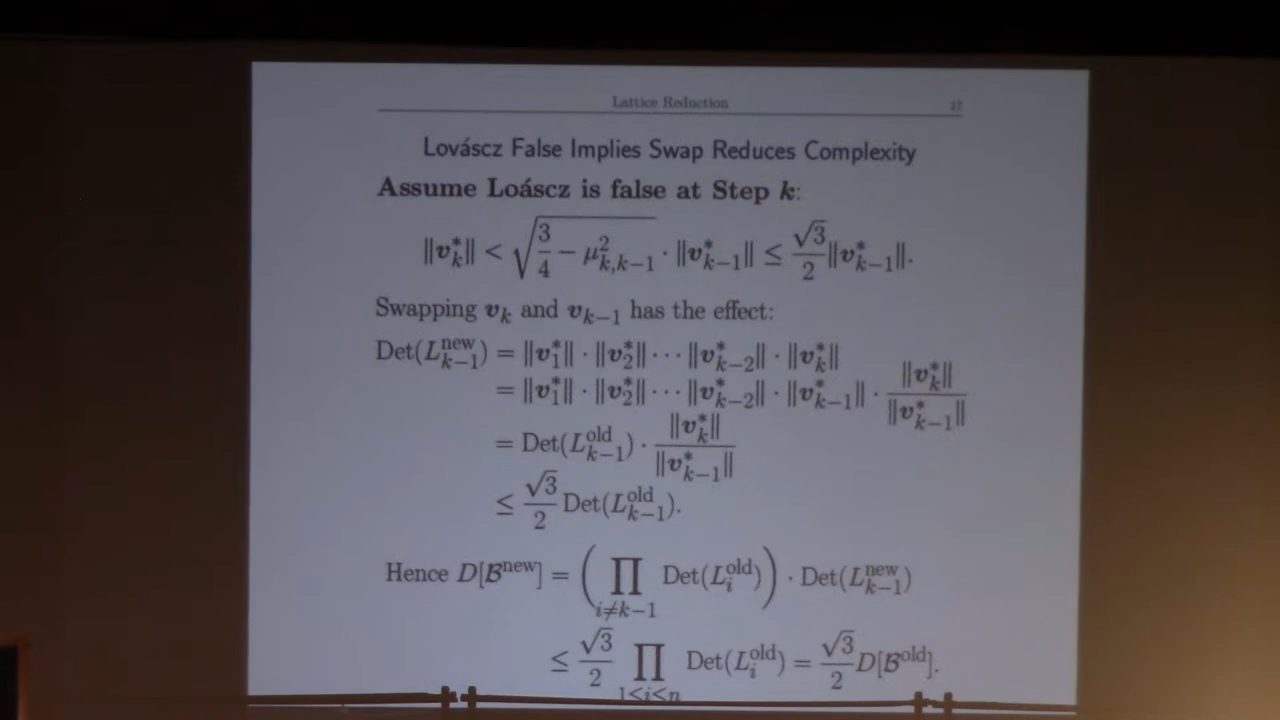 Lattice Reduction 17
Lováscz False Implies Swap Reduces Complexity
Assume Loáscz is false at Step k:
‖v*_k‖ < √(3/4 − μ²_{k,k−1}) · ‖v*_{k−1}‖ ≤ √3/2 ‖v*_{k−1}‖.
Swapping v_k and v_{k−1} has the effect:
Det(L^new_{k−1}) = ‖v*_1‖ · ‖v*_2‖ ··· ‖v*_{k−2}‖ · ‖v*_k‖
= ‖v*_1‖ · ‖v*_2‖ ··· ‖v*_{k−2}‖ · ‖v*_{k−1}‖ · ‖v*_k‖/‖v*_{k−1}‖
= Det(L^old_{k−1}) · ‖v*_k‖/‖v*_{k−1}‖
≤ √3/2 Det(L^old_{k−1}).
Hence D[B^new] = (∏_{i≠k−1} Det(L^old_i)) · Det(L^new_{k−1})
≤ √3/2 ∏_{1≤i≤n} Det(L^old_i) = √3/2 D[B^old].